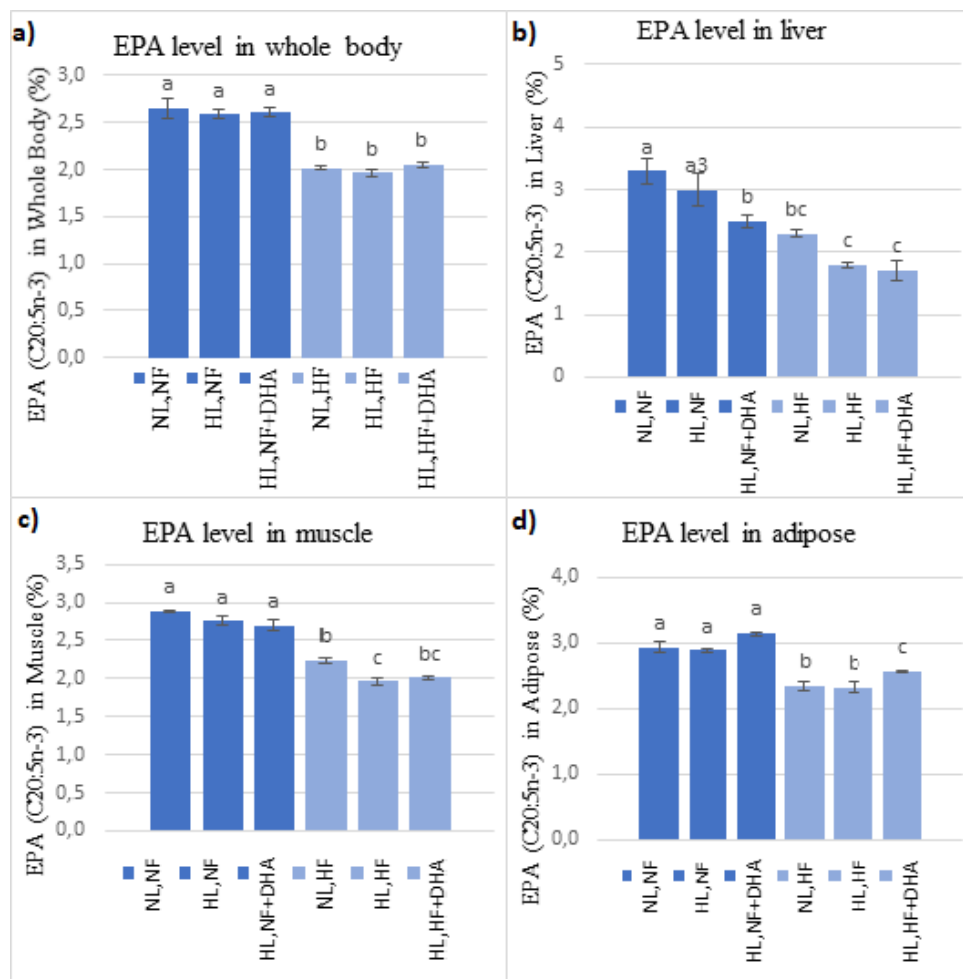 a)
EPA level in whole body
EPA (C20:5n-3) in Whole Body (%)
3,0
2,5
2,0
1,5
1,0
0,5
0,0
a
a
a
b
b
b
NL,NF
HL,NF
HL,NF+DHA
NL,HF
HL,HF
HL,HF+DHA
b)
EPA level in liver
EPA (C20:5n-3) in Liver (%)
5
4
3
2
1
0
a
a3
b
bc
c
c
NL,NF
HL,NF
HL,NF+DHA
NL,HF
HL,HF
HL,HF+DHA
c)
EPA level in muscle
EPA (C20:5n-3) in Muscle (%)
3,5
3,0
2,5
2,0
1,5
1,0
0,5
0,0
a
a
a
b
c
bc
NL,NF
HL,NF
HL,NF+DHA
NL,HF
HL,HF
HL,HF+DHA
d)
EPA level in adipose
EPA (C20:5n-3) in Adipose (%)
4,0
3,0
2,0
1,0
0,0
a
a
a
b
b
c
NL,NF
HL,NF
HL,NF+DHA
NL,HF
HL,HF
HL,HF+DHA